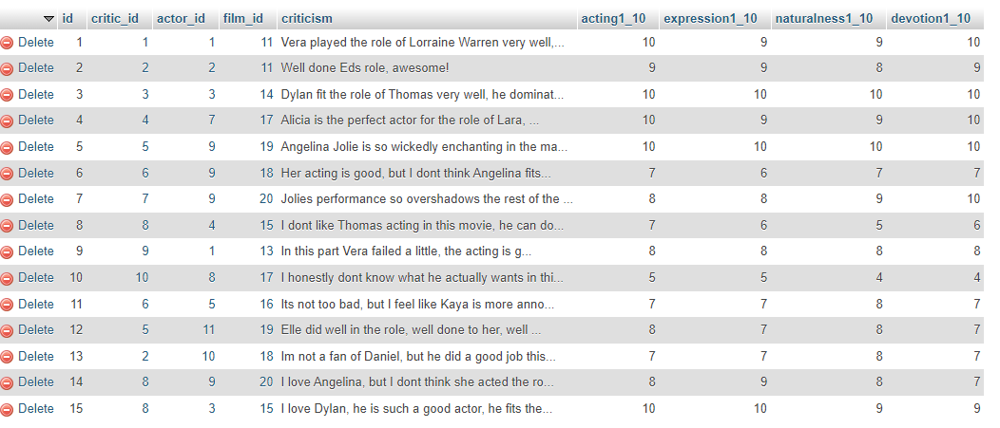 id critic_id actor_id film_id criticism acting1_10 expression1_10 naturalness1_10 devotion1_10
Delete 1 1 1 11 Vera played the role of Lorraine Warren very well,... 10 9 9 10
Delete 2 2 2 11 Well done Eds role, awesome! 9 9 8 9
Delete 3 3 3 14 Dylan fit the role of Thomas very well, he dominat... 10 10 10 10
Delete 4 4 7 17 Alicia is the perfect actor for the role of Lara, ... 10 9 9 10
Delete 5 5 9 19 Angelina Jolie is so wickedly enchanting in the ma... 10 10 10 10
Delete 6 6 9 18 Her acting is good, but I dont think Angelina fits... 7 6 7 7
Delete 7 7 9 20 Jolies performance so overshadows the rest of the ... 8 8 9 10
Delete 8 8 4 15 I dont like Thomas acting in this movie, he can do... 7 6 5 6
Delete 9 9 1 13 In this part Vera failed a little, the acting is g... 8 8 8 8
Delete 10 10 8 17 I honestly dont know what he actually wants in thi... 5 5 4 4
Delete 11 6 5 16 Its not too bad, but I feel like Kaya is more anno... 7 7 8 7
Delete 12 5 11 19 Elle did well in the role, well done to her, well ... 8 7 8 7
Delete 13 2 10 18 Im not a fan of Daniel, but he did a good job this... 7 7 8 7
Delete 14 8 9 20 I love Angelina, but I dont think she acted the ro... 8 9 8 7
Delete 15 8 3 15 I love Dylan, he is such a good actor, he fits the... 10 10 9 9